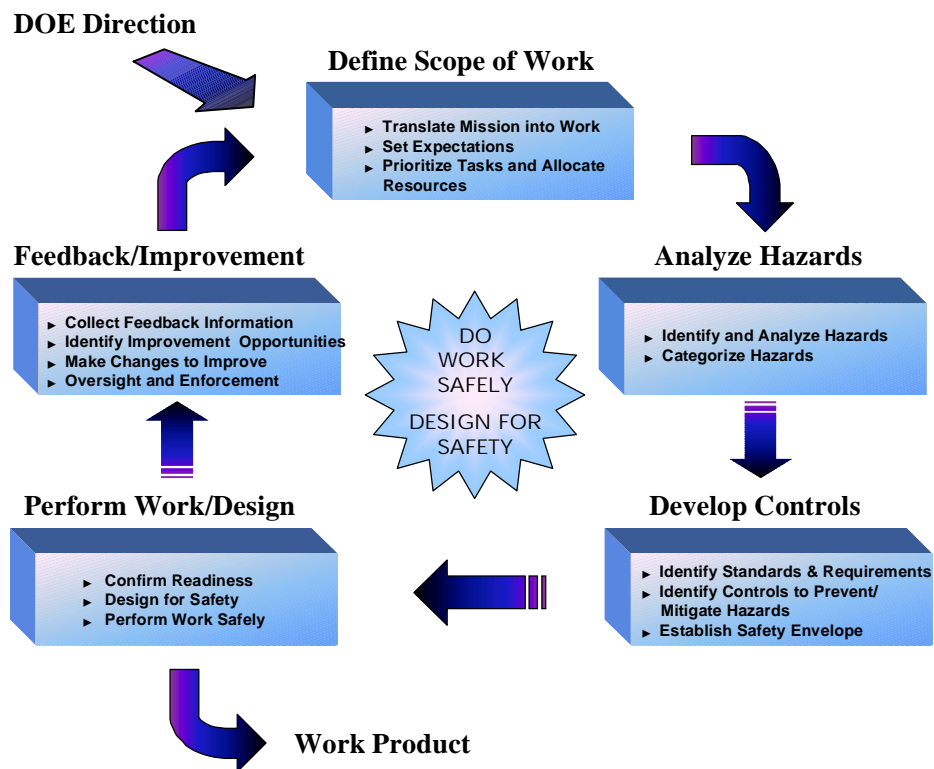 DOE Direction
Define Scope of Work
► Translate Mission into Work
► Set Expectations
► Prioritize Tasks and Allocate
Resources
Feedback/Improvement
► Collect Feedback Information
► Identify Improvement Opportunities
► Make Changes to Improve
► Oversight and Enforcement
DO
WORK
SAFELY
DESIGN FOR
SAFETY
Analyze Hazards
► Identify and Analyze Hazards
► Categorize Hazards
Perform Work/Design
► Confirm Readiness
► Design for Safety
► Perform Work Safely
Develop Controls
► Identify Standards & Requirements
► Identify Controls to Prevent/
Mitigate Hazards
► Establish Safety Envelope
Work Product